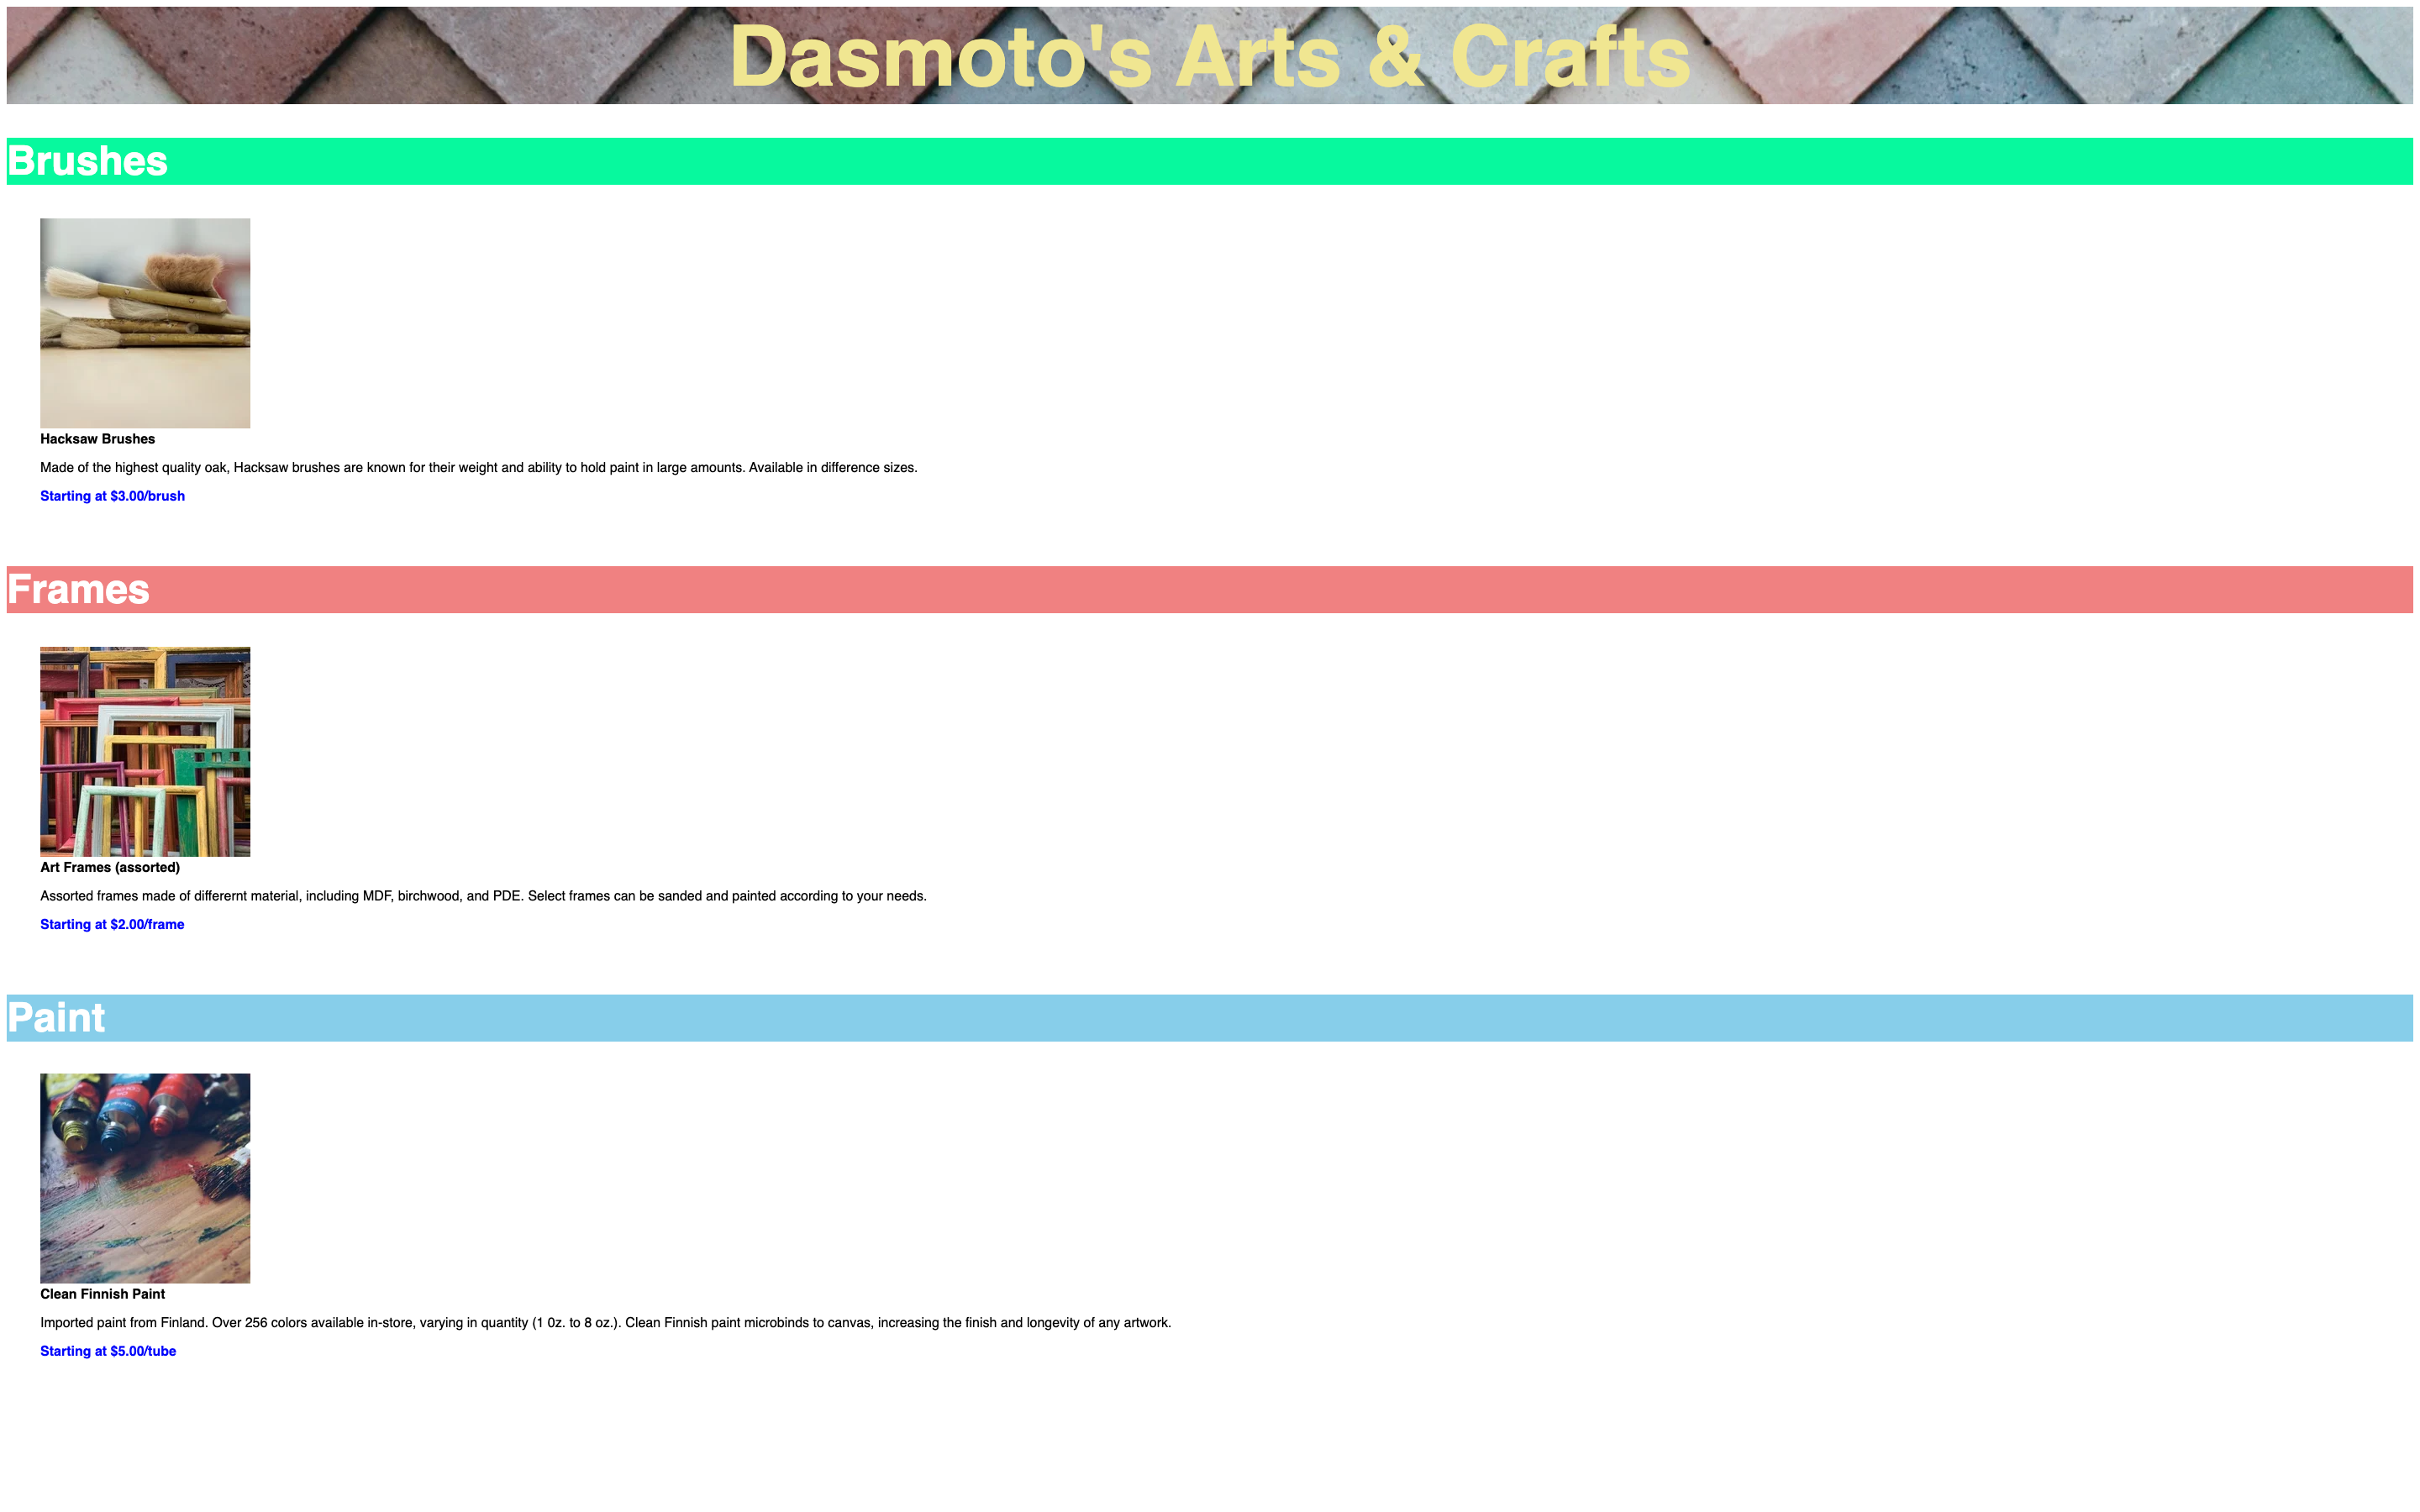 Dasmoto's Arts & Crafts
Brushes
Hacksaw Brushes
Made of the highest quality oak, Hacksaw brushes are known for their weight and ability to hold paint in large amounts. Available in difference sizes.
Starting at $3.00/brush
Frames
Art Frames (assorted)
Assorted frames made of differernt material, including MDF, birchwood, and PDE. Select frames can be sanded and painted according to your needs.
Starting at $2.00/frame
Paint
Clean Finnish Paint
Imported paint from Finland. Over 256 colors available in-store, varying in quantity (1 0z. to 8 oz.). Clean Finnish paint microbinds to canvas, increasing the finish and longevity of any artwork.
Starting at $5.00/tube